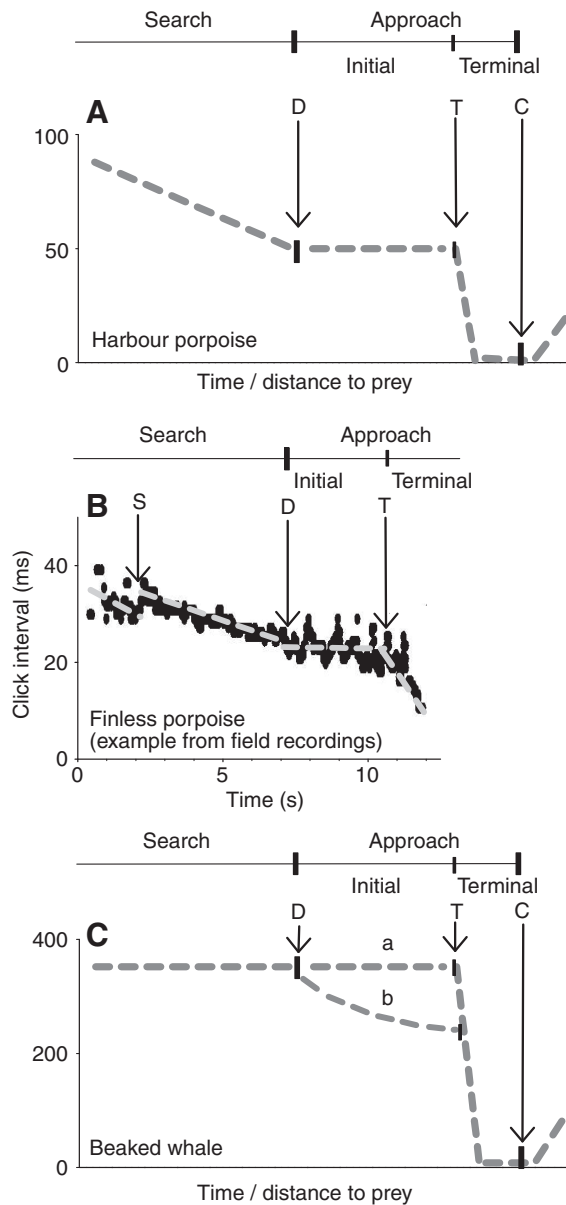 Search Approach
Initial Terminal
A D T C
100
50
0
Harbour porpoise
Time / distance to prey
Search Approach
Initial Terminal
B S D T
Click interval (ms)
40
20
0
Finless porpoise
(example from field recordings)
0 5 10
Time (s)
Search Approach
Initial Terminal
C D T C
400
a
b
200
0
Beaked whale
Time / distance to prey